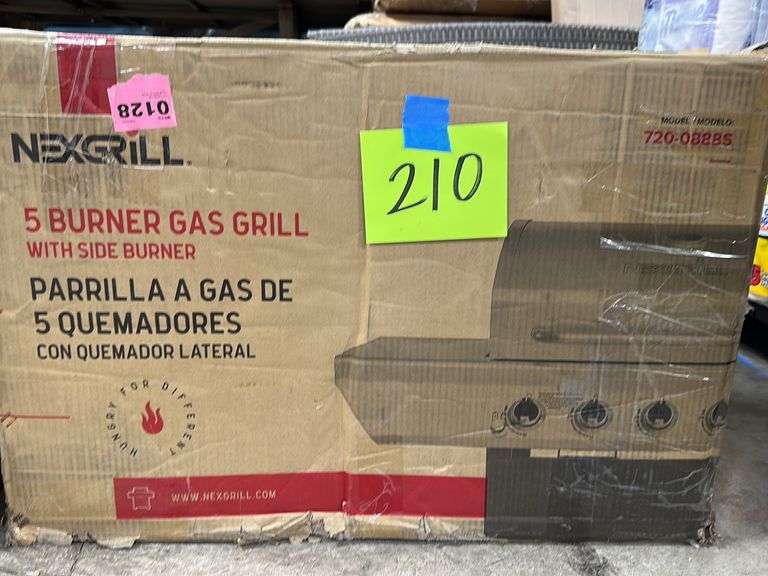 0128
NEXGRILL
210
MODEL / MODELO:
720-0888S
5 BURNER GAS GRILL
WITH SIDE BURNER
PARRILLA A GAS DE
5 QUEMADORES
CON QUEMADOR LATERAL
HUNGRY FOR DIFFERENT
WWW.NEXGRILL.COM